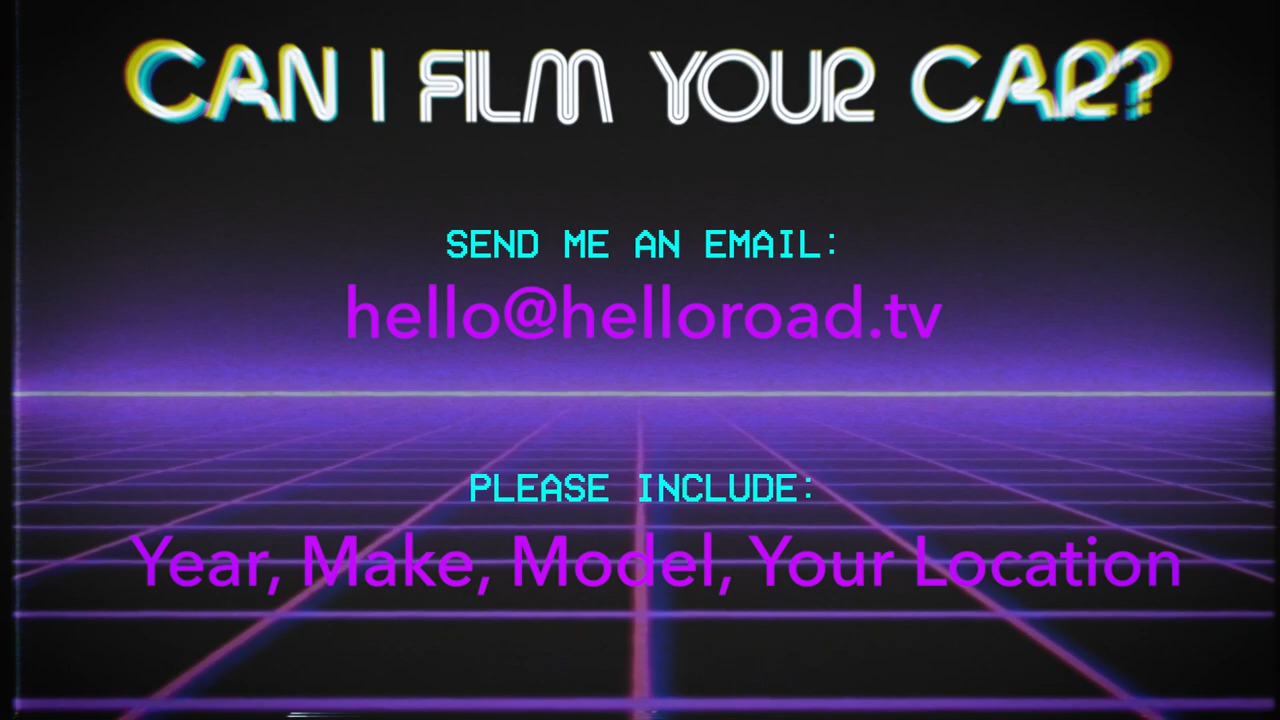 CAN I FILM YOUR CAR?
SEND ME AN EMAIL:
hello@helloroad.tv
PLEASE INCLUDE:
Year, Make, Model, Your Location